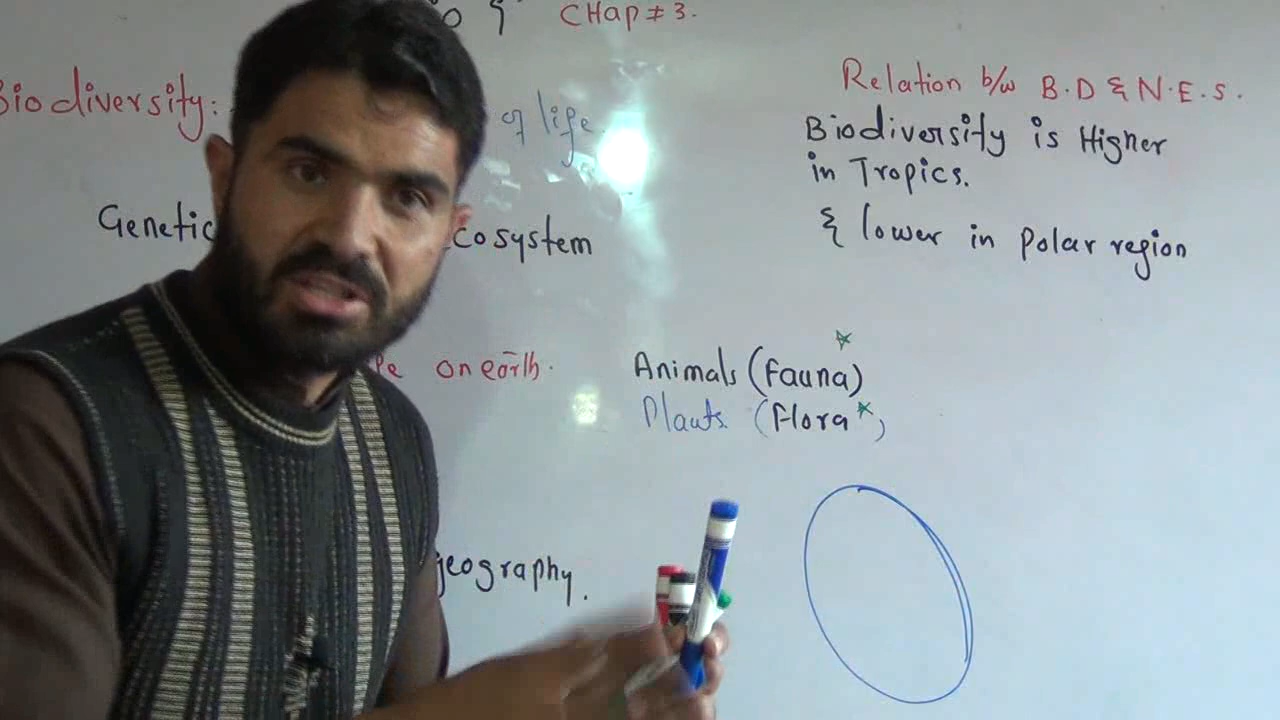 CHap # 3.
Biodiversity: of life.
Genetic cosystem
on earth.
geography.
Relation b/w B.D & N.E.S.
Biodiversity is Higher
in Tropics.
& lower in polar region
Animals (Fauna)
Plants (Flora)